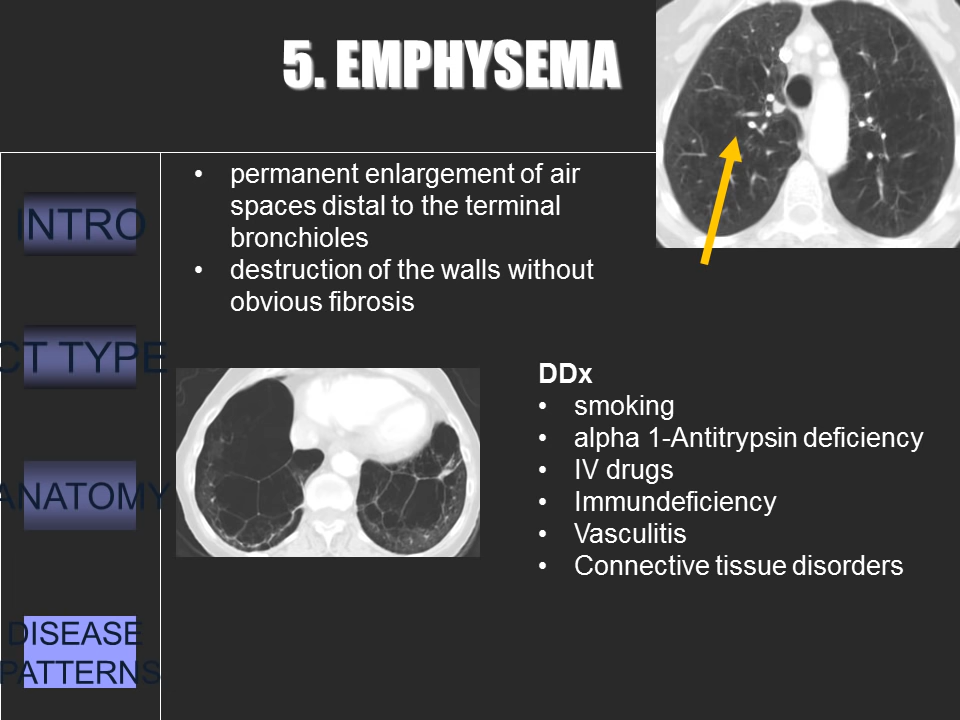 5. EMPHYSEMA
INTRO
CT TYPE
ANATOMY
DISEASE
PATTERNS
• permanent enlargement of air
spaces distal to the terminal
bronchioles
• destruction of the walls without
obvious fibrosis
DDx
• smoking
• alpha 1-Antitrypsin deficiency
• IV drugs
• Immundeficiency
• Vasculitis
• Connective tissue disorders